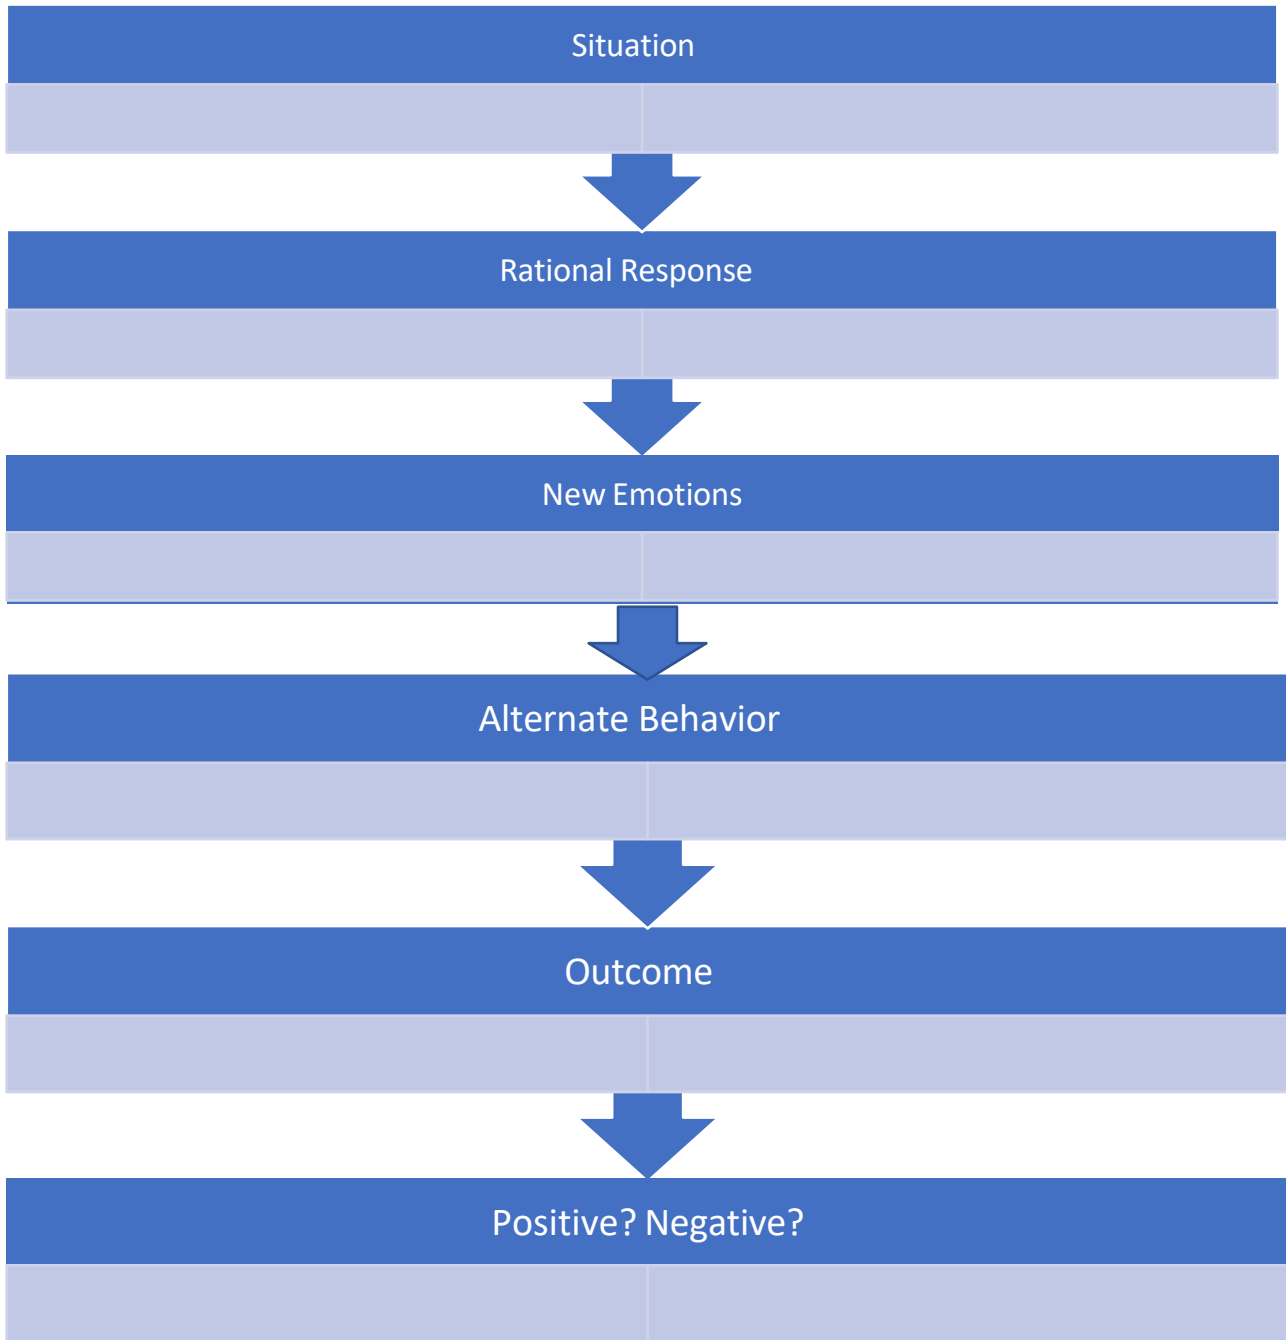 Situation
Rational Response
New Emotions
Alternate Behavior
Outcome
Positive? Negative?